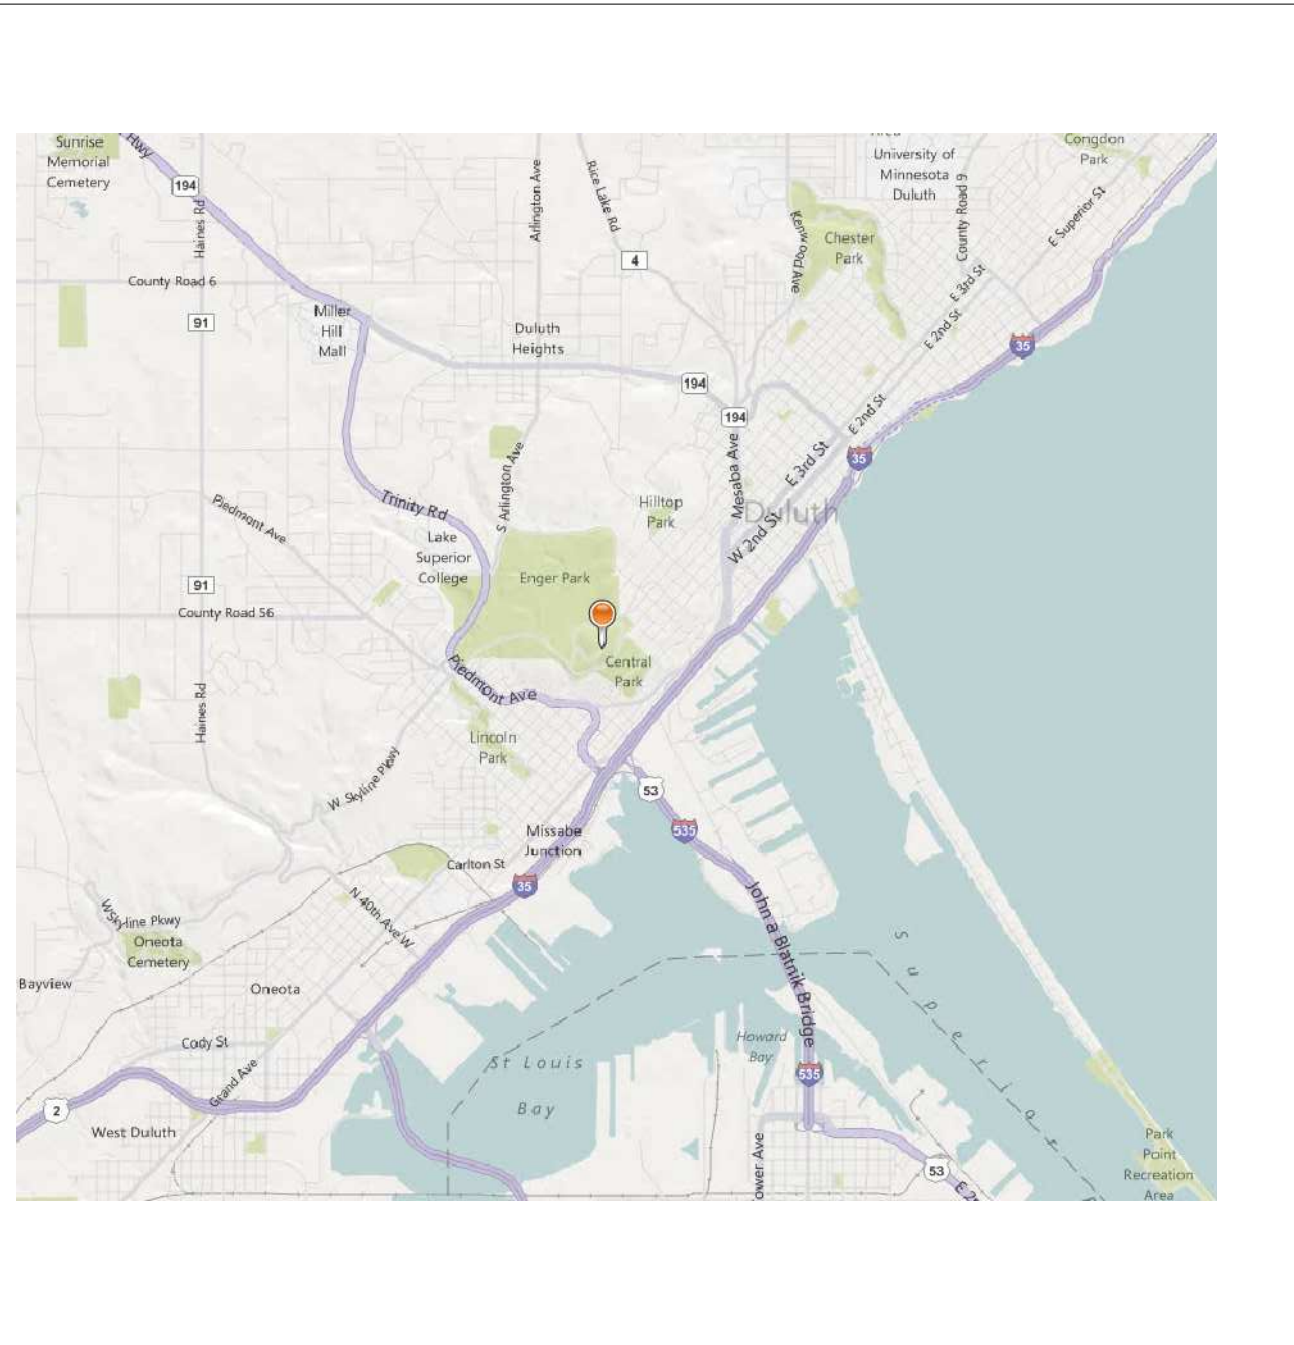 Hwy
Sunrise
Memorial
Cemetery
194
Haines Rd
Arlington Ave
Rice Lake Rd
4
Kenwood Ave
Area
University of
Minnesota
Duluth
County Road 9
Congdon
Park
E Superior St
Chester
Park
County Road 6
91
Miller
Hill
Mall
Duluth
Heights
E 3rd St
E 2nd St
35
194
194
E 2nd St
Mesaba Ave
E 3rd St
35
Duluth
W 2nd St
Hilltop
Park
S Arlington Ave
Trinity Rd
Piedmont Ave
Lake
Superior
College
Enger Park
91
County Road 56
Central
Park
Piedmont Ave
Haines Rd
Lincoln
Park
W Skyline Pkwy
53
535
Missabe
Junction
Carlton St
35
N 40th Ave W
John a Blatnik Bridge
W Skyline Pkwy
Oneota
Cemetery
Bayview
Oneota
Superior
Cody St
Grand Ave
St Louis
Bay
Howard
Bay
535
2
West Duluth
53
E 2
Park
Point
Recreation
Area